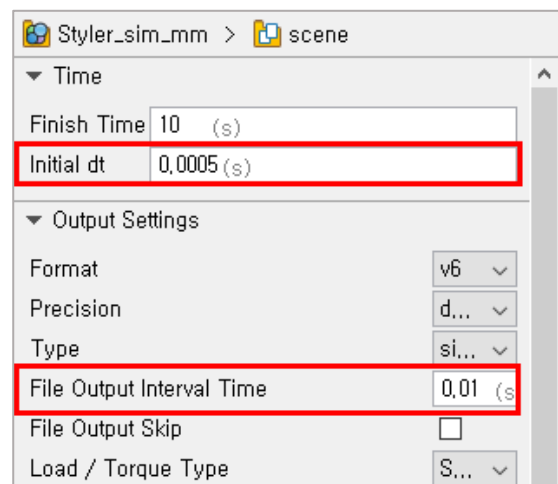 Styler_sim_mm > scene
Time
Finish Time 10 (s)
Initial dt 0,0005 (s)
Output Settings
Format v6
Precision d...
Type si...
File Output Interval Time 0,01 (s
File Output Skip
Load / Torque Type S...